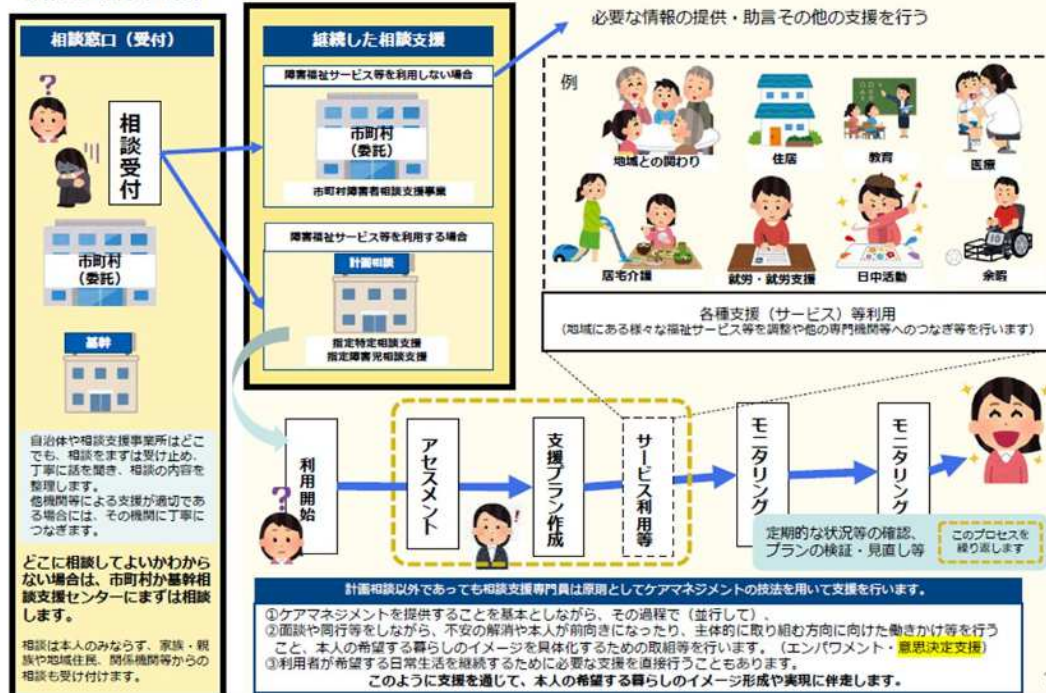 相談窓口（受付）
?
相談受付
市町村
（委託）
基幹
自治体や相談支援事業所はどこ
でも、相談をまずは受け止め、
丁寧に話を聞き、相談の内容を
整理します。
他機関等による支援が適切であ
る場合には、その機関に丁寧に
つなぎます。
どこに相談してよいかわから
ない場合は、市町村か基幹相
談支援センターにまずは相談
します。
相談は本人のみならず、家族・親
族や地域住民、関係機関等からの
相談も受け付けます。
継続した相談支援
障害福祉サービス等を利用しない場合
市町村
（委託）
市町村障害者相談支援事業
障害福祉サービス等を利用する場合
計画相談
指定特定相談支援
指定障害児相談支援
必要な情報の提供・助言その他の支援を行う
例
地域との関わり
住居
教育
医療
居宅介護
就労・就労支援
日中活動
余暇
各種支援（サービス）等利用
（地域にある様々な福祉サービス等を調整や他の専門機関等へのつなぎ等を行います）
?
利用開始
アセスメント
!
支援プラン作成
サービス利用等
モニタリング
モニタリング
定期的な状況等の確認、
プランの検証・見直し等
このプロセスを
繰り返します
計画相談以外であっても相談支援専門員は原則としてケアマネジメントの技法を用いて支援を行います。
①ケアマネジメントを提供することを基本としながら、その過程で（並行して）、
②面談や同行等をしながら、不安の解消や本人が前向きになったり、主体的に取り組む方向に向けた働きかけ等を行う
こと、本人の希望する暮らしのイメージを具体化するための取組等を行います。（エンパワメント・意思決定支援）
③利用者が希望する日常生活を継続するために必要な支援を直接行うこともあります。
このように支援を通じて、本人の希望する暮らしのイメージ形成や実現に伴走します。